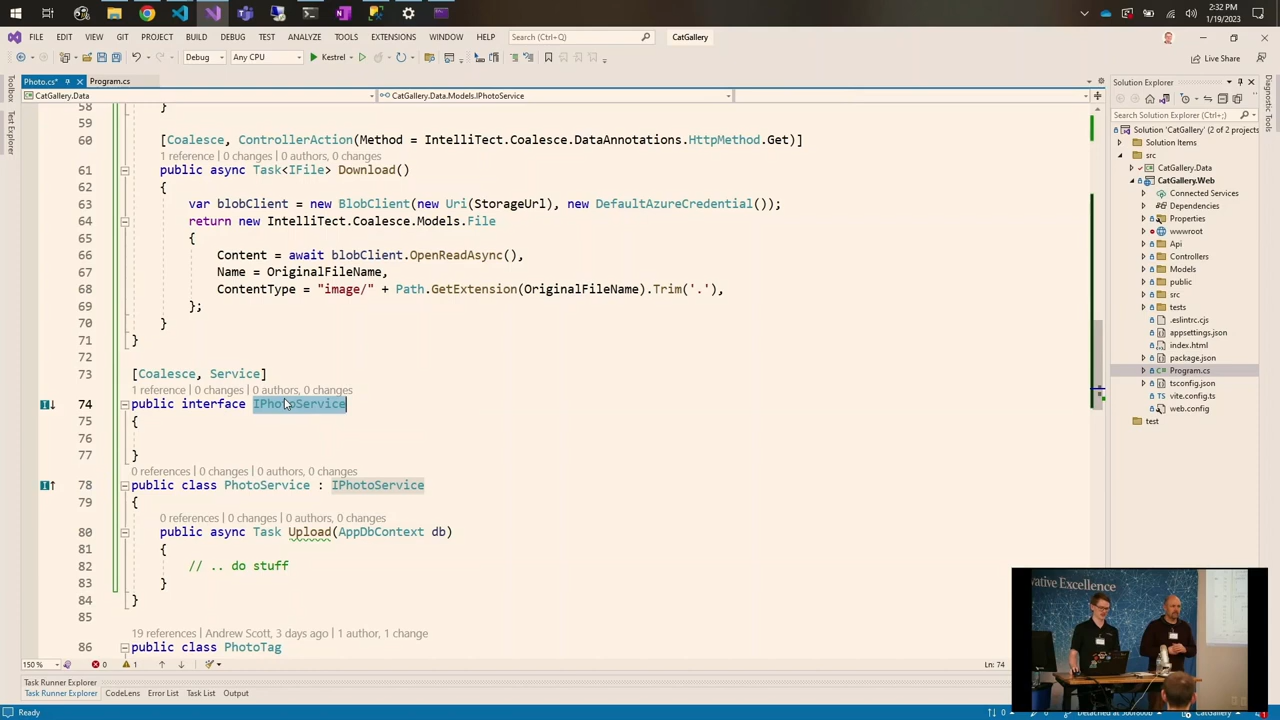 2:32 PM
1/19/2023
FILE EDIT VIEW GIT PROJECT BUILD DEBUG TEST ANALYZE TOOLS EXTENSIONS WINDOW HELP Search (Ctrl+Q) CatGallery
Debug Any CPU Kestrel Live Share
Photo.cs* Program.cs
CatGallery.Data CatGallery.Data.Models.IPhotoService
Toolbox
Test Explorer
58 }
59
60 [Coalesce, ControllerAction(Method = IntelliTect.Coalesce.DataAnnotations.HttpMethod.Get)]
1 reference | 0 changes | 0 authors, 0 changes
61 public async Task<IFile> Download()
62 {
63 var blobClient = new BlobClient(new Uri(StorageUrl), new DefaultAzureCredential());
64 return new IntelliTect.Coalesce.Models.File
65 {
66 Content = await blobClient.OpenReadAsync(),
67 Name = OriginalFileName,
68 ContentType = "image/" + Path.GetExtension(OriginalFileName).Trim('.'),
69 };
70 }
71 }
72
73 [Coalesce, Service]
1 reference | 0 changes | 0 authors, 0 changes
74 public interface IPhotoService
75 {
76
77 }
0 references | 0 changes | 0 authors, 0 changes
78 public class PhotoService : IPhotoService
79 {
0 references | 0 changes | 0 authors, 0 changes
80 public async Task Upload(AppDbContext db)
81 {
82 // .. do stuff
83 }
84 }
85
19 references | Andrew Scott, 3 days ago | 1 author, 1 change
86 public class PhotoTag
150 % 0 1 Ln: 74
Task Runner Explorer
Task Runner Explorer CodeLens Error List Task List Output
Ready
CatGallery
Solution Explorer
Search Solution Explorer (Ctrl+;)
Solution 'CatGallery' (2 of 2 projects
Solution Items
src
CatGallery.Data
CatGallery.Web
Connected Services
Dependencies
Properties
wwwroot
Api
Controllers
Models
public
src
tests
.eslintrc.cjs
appsettings.json
index.html
package.json
Program.cs
tsconfig.json
vite.config.ts
web.config
test
Diagnostic Tools
vative Excellence